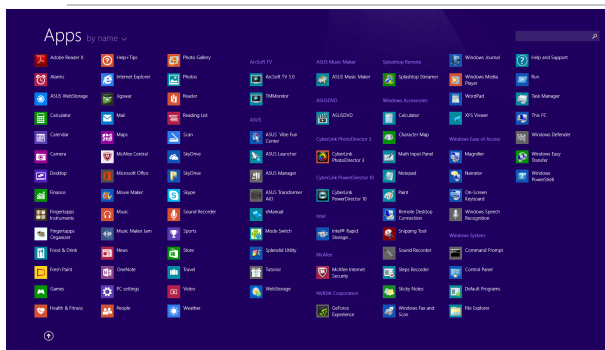 Apps by name
Adobe Reader X
Alarms
ASUS WebStorage
Calculator
Calendar
Camera
Desktop
Finance
Fingertapps
Instruments
Fingertapps
Organizer
Food & Drink
Fresh Paint
Games
Health & Fitness
Help+Tips
Internet Explorer
Jigswar
Mail
Maps
McAfee Central
Microsoft Office
Movie Maker
Music
Music Maker Jam
News
OneNote
PC settings
People
Photo Gallery
Photos
Reader
Reading List
Scan
SkyDrive
SkyDrive
Skype
Sound Recorder
Sports
Store
Travel
Video
Weather
ArcSoft TV
ArcSoft TV 5.0
TMMonitor
ASUS
ASUS Vibe Fun
Center
ASUS Launcher
ASUS Manager
ASUS Transformer
AiO
eManual
Mode Switch
Splendid Utility
Tutorial
WebStorage
ASUS Music Maker
ASUS Music Maker
ASUSDVD
ASUSDVD
CyberLink PhotoDirector 3
CyberLink
PhotoDirector 3
CyberLink PowerDirector 10
CyberLink
PowerDirector 10
Intel
Intel® Rapid
Storage...
McAfee
McAfee Internet
Security
NVIDIA Corporation
GeForce
Experience
Splashtop Remote
Splashtop Streamer
Windows Accessories
Calculator
Character Map
Math Input Panel
Notepad
Paint
Remote Desktop
Connection
Snipping Tool
Sound Recorder
Steps Recorder
Sticky Notes
Windows Fax and
Scan
Windows Journal
Windows Media
Player
WordPad
XPS Viewer
Windows Ease of Access
Magnifier
Narrator
On-Screen
Keyboard
Windows Speech
Recognition
Windows System
Command Prompt
Control Panel
Default Programs
File Explorer
Help and Support
Run
Task Manager
This PC
Windows Defender
Windows Easy
Transfer
Windows
PowerShell